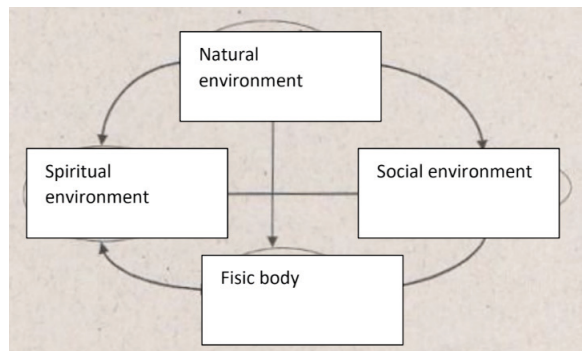 Natural
environment
Spiritual
environment
Social environment
Fisic body